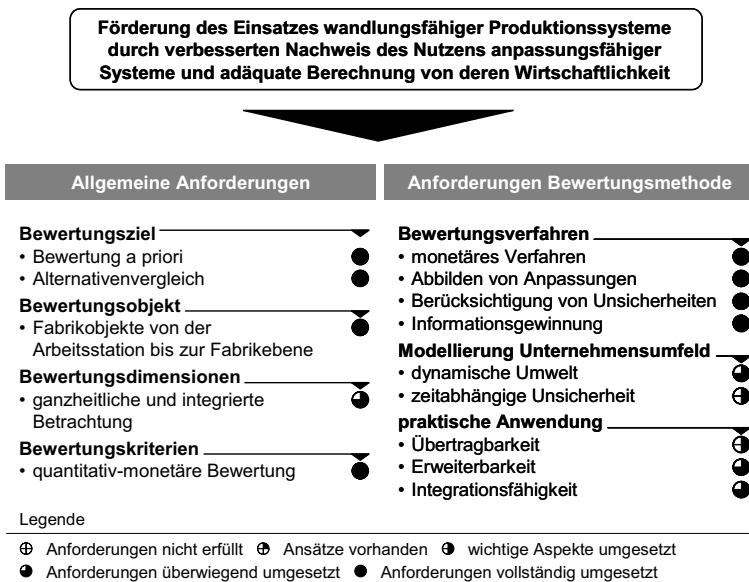 Förderung des Einsatzes wandlungsfähiger Produktionssysteme
durch verbesserten Nachweis des Nutzens anpassungsfähiger
Systeme und adäquate Berechnung von deren Wirtschaftlichkeit
Allgemeine Anforderungen
Bewertungsziel
• Bewertung a priori
• Alternativenvergleich
Bewertungsobjekt
• Fabrikobjekte von der
Arbeitsstation bis zur Fabrikebene
Bewertungsdimensionen
• ganzheitliche und integrierte
Betrachtung
Bewertungskriterien
• quantitativ-monetäre Bewertung
Anforderungen Bewertungsmethode
Bewertungsverfahren
• monetäres Verfahren
• Abbilden von Anpassungen
• Berücksichtigung von Unsicherheiten
• Informationsgewinnung
Modellierung Unternehmensumfeld
• dynamische Umwelt
• zeitabhängige Unsicherheit
praktische Anwendung
• Übertragbarkeit
• Erweiterbarkeit
• Integrationsfähigkeit
Legende
Anforderungen nicht erfüllt Ansätze vorhanden wichtige Aspekte umgesetzt
Anforderungen überwiegend umgesetzt Anforderungen vollständig umgesetzt